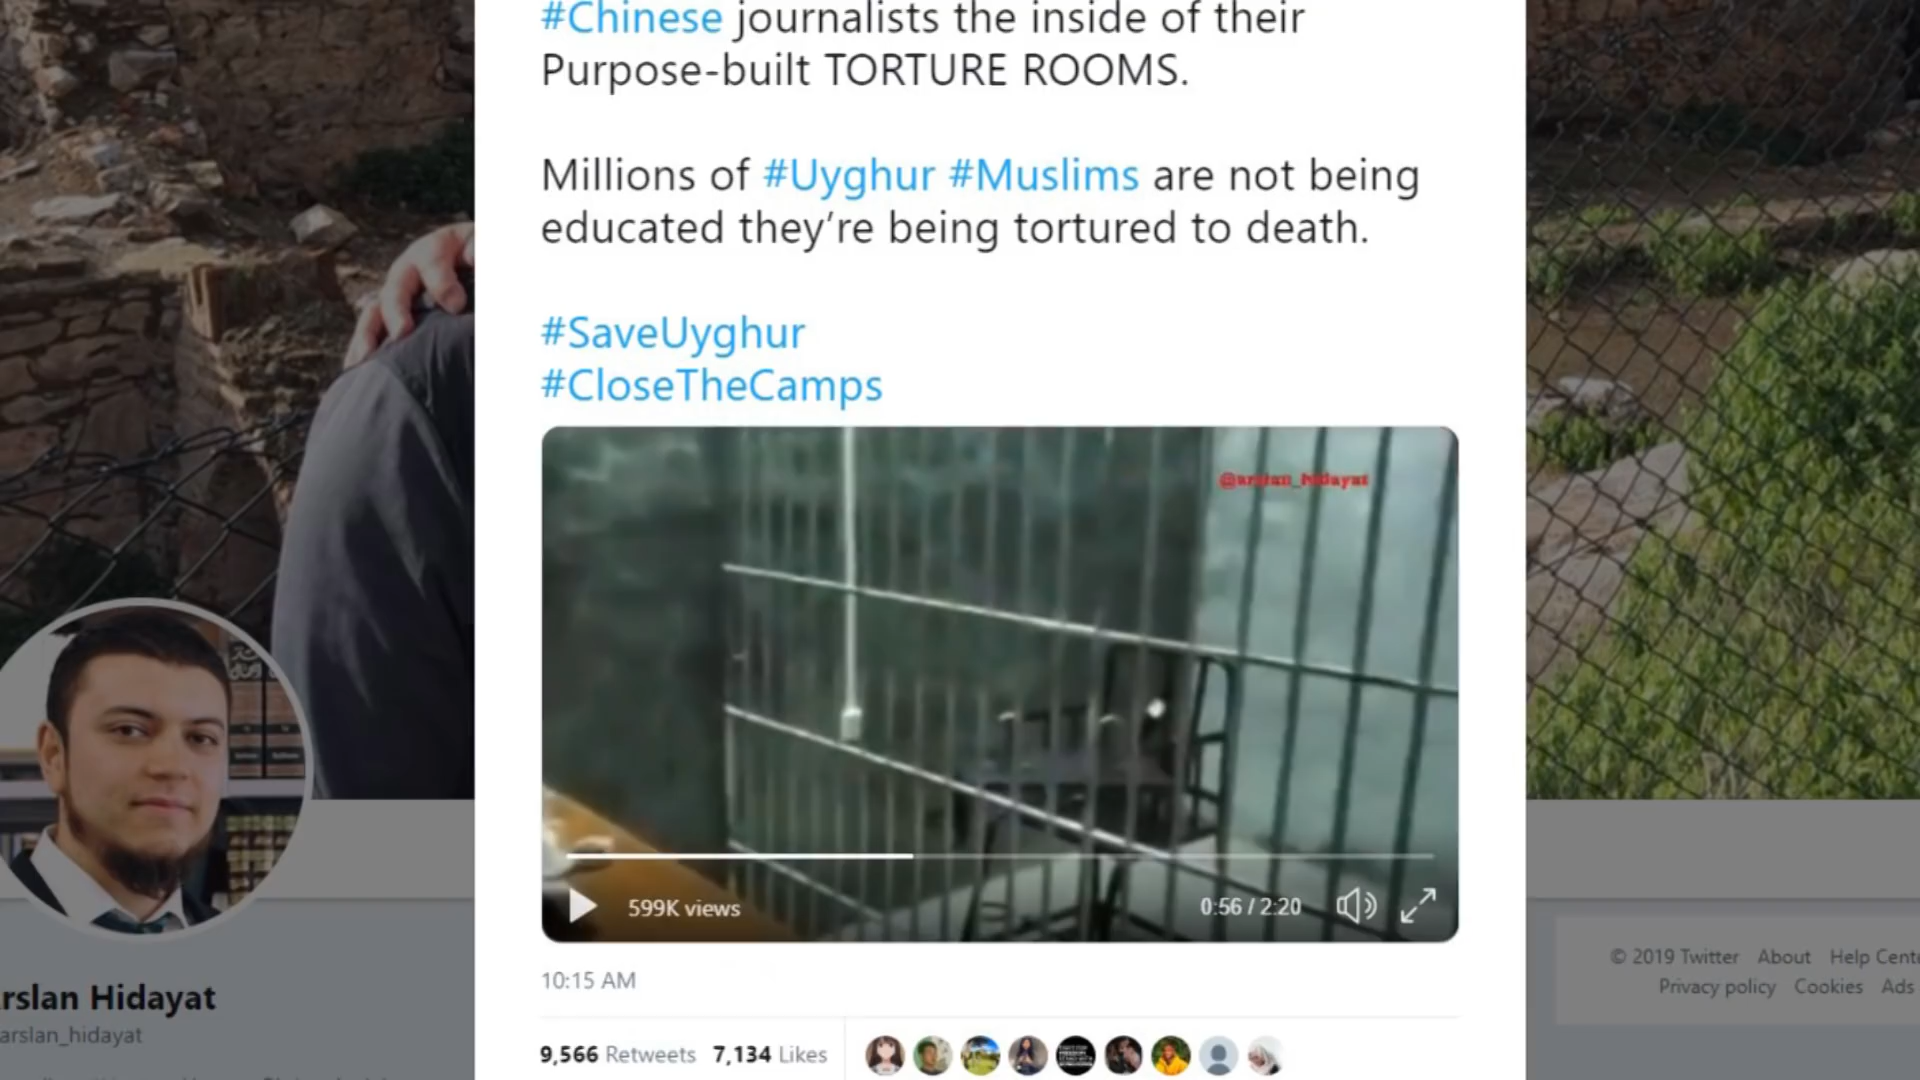 #Chinese journalists the inside of their
Purpose-built TORTURE ROOMS.
Millions of #Uyghur #Muslims are not being
educated they're being tortured to death.
#SaveUyghur
#CloseTheCamps
@arslan_hidayat
599K views
0:56 / 2:20
10:15 AM
9,566 Retweets 7,134 Likes
rslan Hidayat
arslan_hidayat
© 2019 Twitter About Help Cente
Privacy policy Cookies Ads